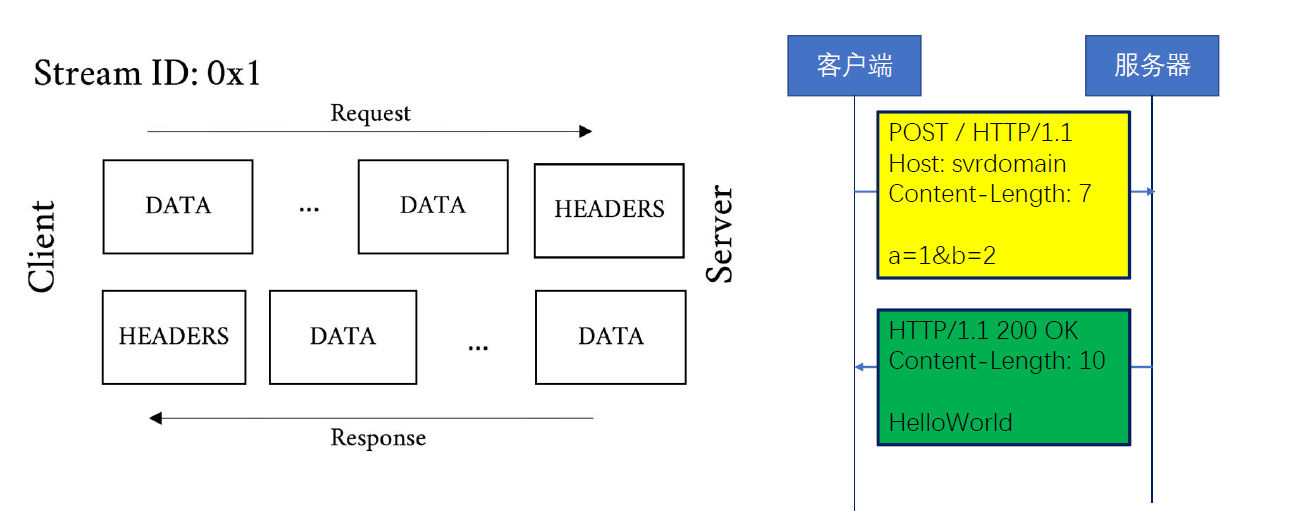 Stream ID: 0x1
Request
Client
DATA
...
DATA
HEADERS
Server
HEADERS
DATA
...
DATA
Response
客户端
服务器
POST / HTTP/1.1
Host: svrdomain
Content-Length: 7
a=1&b=2
HTTP/1.1 200 OK
Content-Length: 10
HelloWorld